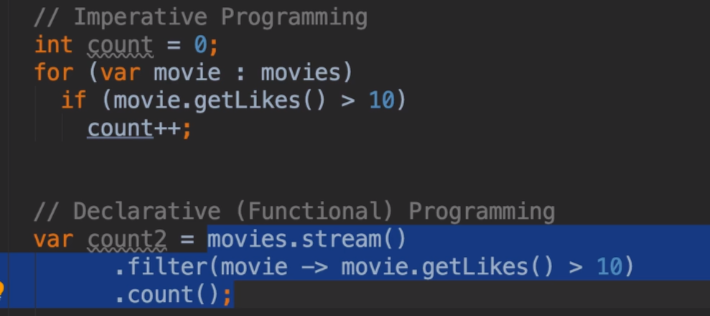 // Imperative Programming
int count = 0;
for (var movie : movies)
if (movie.getLikes() > 10)
count++;
// Declarative (Functional) Programming
var count2 = movies.stream()
.filter(movie -> movie.getLikes() > 10)
.count();